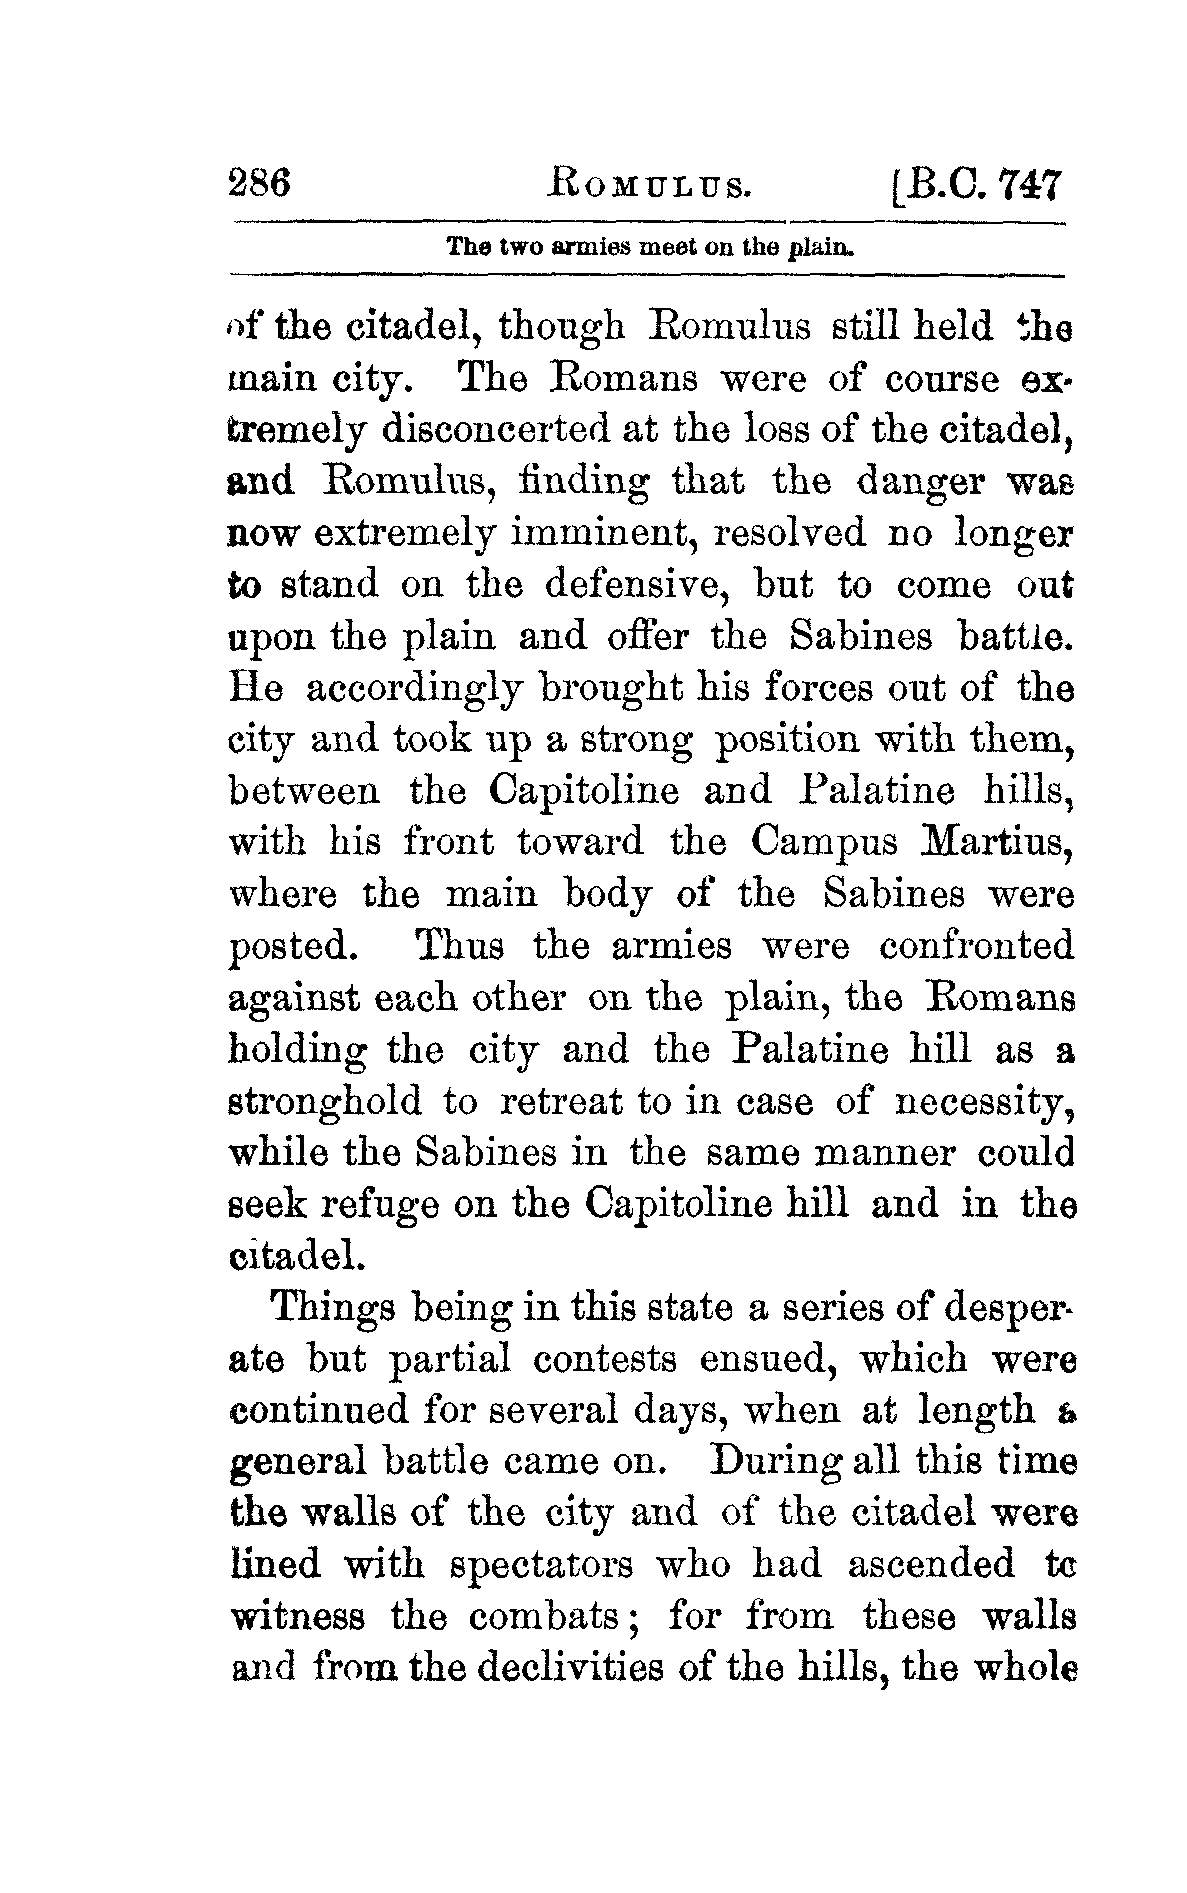 286 ROMULUS. [B.C. 747
The two armies meet on the plain.
of the citadel, though Romulus still held the
main city. The Romans were of course ex-
tremely disconcerted at the loss of the citadel,
and Romulus, finding that the danger was
now extremely imminent, resolved no longer
to stand on the defensive, but to come out
upon the plain and offer the Sabines battle.
He accordingly brought his forces out of the
city and took up a strong position with them,
between the Capitoline and Palatine hills,
with his front toward the Campus Martius,
where the main body of the Sabines were
posted. Thus the armies were confronted
against each other on the plain, the Romans
holding the city and the Palatine hill as a
stronghold to retreat to in case of necessity,
while the Sabines in the same manner could
seek refuge on the Capitoline hill and in the
citadel.
Things being in this state a series of desper-
ate but partial contests ensued, which were
continued for several days, when at length a
general battle came on. During all this time
the walls of the city and of the citadel were
lined with spectators who had ascended to
witness the combats; for from these walls
and from the declivities of the hills, the whole